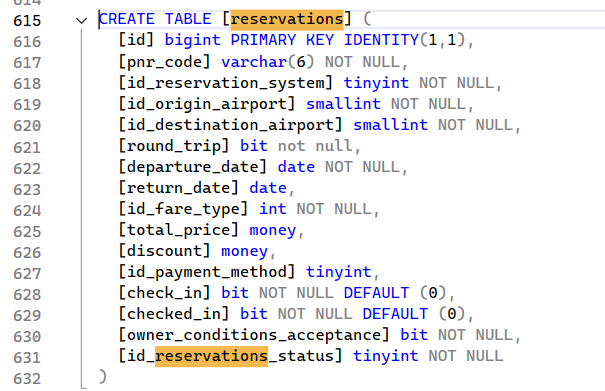 615 CREATE TABLE [reservations] (
616 [id] bigint PRIMARY KEY IDENTITY(1,1),
617 [pnr_code] varchar(6) NOT NULL,
618 [id_reservation_system] tinyint NOT NULL,
619 [id_origin_airport] smallint NOT NULL,
620 [id_destination_airport] smallint NOT NULL,
621 [round_trip] bit not null,
622 [departure_date] date NOT NULL,
623 [return_date] date,
624 [id_fare_type] int NOT NULL,
625 [total_price] money,
626 [discount] money,
627 [id_payment_method] tinyint,
628 [check_in] bit NOT NULL DEFAULT (0),
629 [checked_in] bit NOT NULL DEFAULT (0),
630 [owner_conditions_acceptance] bit NOT NULL,
631 [id_reservations_status] tinyint NOT NULL
632 )